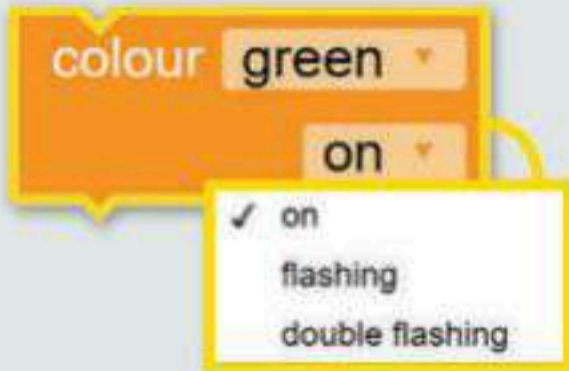 colour green
on
✓ on
flashing
double flashing